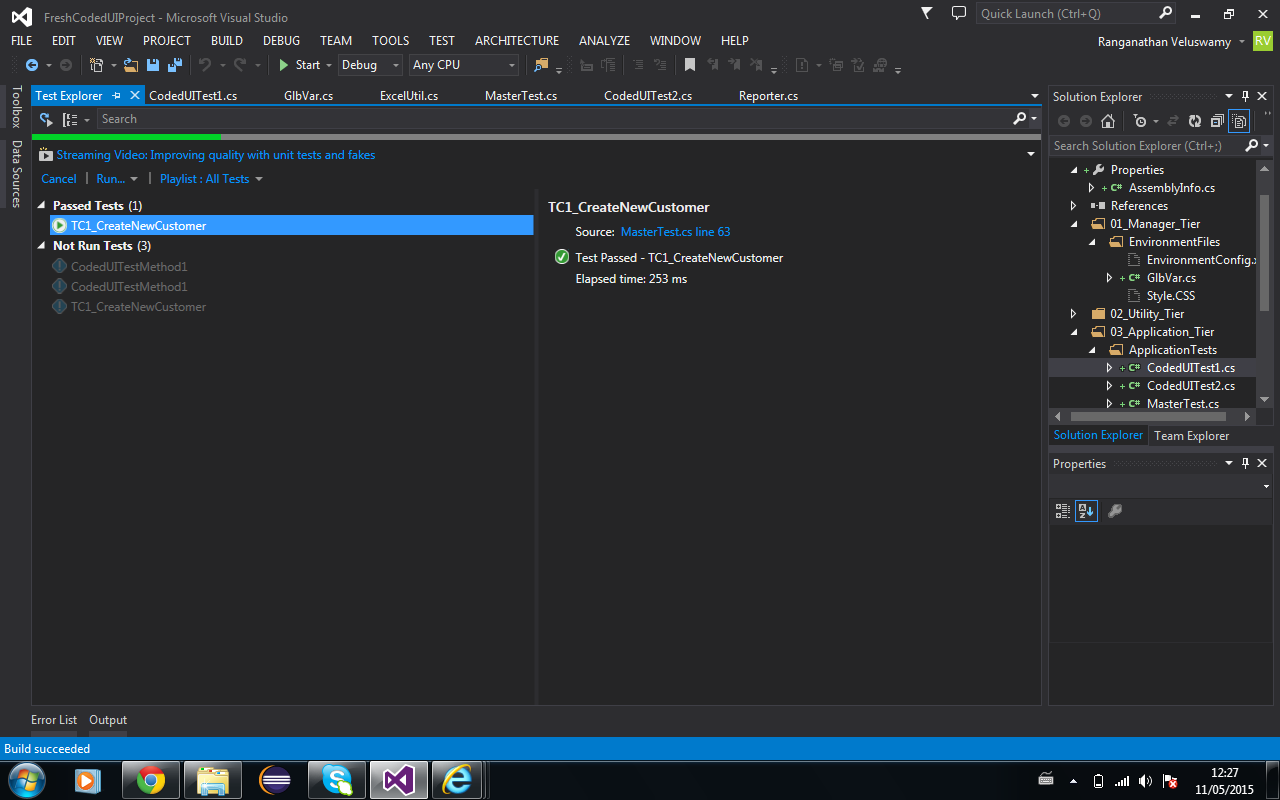 FreshCodedUIProject - Microsoft Visual Studio
Quick Launch (Ctrl+Q)
FILE EDIT VIEW PROJECT BUILD DEBUG TEAM TOOLS TEST ARCHITECTURE ANALYZE WINDOW HELP
Ranganathan Veluswamy RV
Start Debug Any CPU
Toolbox
Data Sources
Test Explorer CodedUITest1.cs GlbVar.cs ExcelUtil.cs MasterTest.cs CodedUITest2.cs Reporter.cs
Search
Streaming Video: Improving quality with unit tests and fakes
Cancel Run... Playlist : All Tests
Passed Tests (1)
TC1_CreateNewCustomer
Not Run Tests (3)
CodedUITestMethod1
CodedUITestMethod1
TC1_CreateNewCustomer
TC1_CreateNewCustomer
Source: MasterTest.cs line 63
Test Passed - TC1_CreateNewCustomer
Elapsed time: 253 ms
Solution Explorer
Search Solution Explorer (Ctrl+;)
Properties
C# AssemblyInfo.cs
References
01_Manager_Tier
EnvironmentFiles
EnvironmentConfig.x
C# GlbVar.cs
Style.CSS
02_Utility_Tier
03_Application_Tier
ApplicationTests
C# CodedUITest1.cs
C# CodedUITest2.cs
C# MasterTest.cs
Solution Explorer Team Explorer
Properties
Error List Output
Build succeeded
12:27
11/05/2015